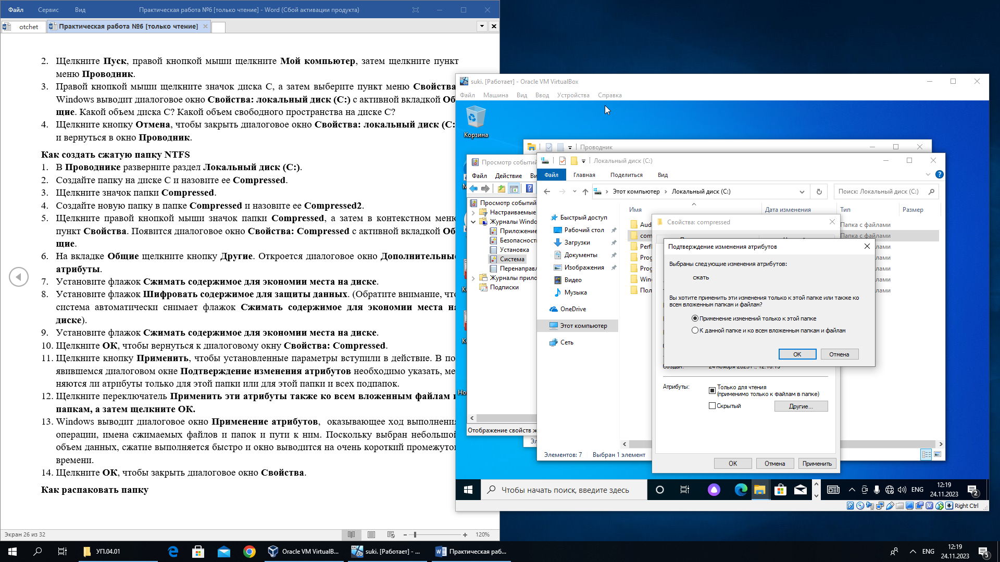 Файл Сервис Вид Практическая работа №6 [только чтение] - Word (Сбой активации продукта)
otchet Практическая работа №6 [только чтение]
2. Щелкните Пуск, правой кнопкой мыши щелкните Мой компьютер, затем щелкните пункт
меню Проводник.
3. Правой кнопкой мыши щелкните значок диска С, а затем выберите пункт меню Свойства
Windows выводит диалоговое окно Свойства: локальный диск (С:) с активной вкладкой Об
щие. Какой объем диска С? Какой объем свободного пространства на диске С?
4. Щелкните кнопку Отмена, чтобы закрыть диалоговое окно Свойства: локальный диск (С:
и вернуться в окно Проводник.
Как создать сжатую папку NTFS
1. В Проводнике разверните раздел Локальный диск (С:).
2. Создайте папку на диске С и назовите ее Compressed.
3. Щелкните значок папки Compressed.
4. Создайте новую папку в папке Compressed и назовите ее Compressed2.
5. Щелкните правой кнопкой мыши значок папки Compressed, а затем в контекстном меню
пункт Свойства. Появится диалоговое окно Свойства: Compressed с активной вкладкой Об
щие.
6. На вкладке Общие щелкните кнопку Другие. Откроется диалоговое окно Дополнительные
атрибуты.
7. Установите флажок Сжимать содержимое для экономии места на диске.
8. Установите флажок Шифровать содержимое для защиты данных. (Обратите внимание, что
система автоматически снимает флажок Сжимать содержимое для экономии места на
диске).
9. Установите флажок Сжимать содержимое для экономии места на диске.
10. Щелкните ОК, чтобы вернуться к диалоговому окну Свойства: Compressed.
11. Щелкните кнопку Применить, чтобы установленные параметры вступили в действие. В по
явившемся диалоговом окне Подтверждение изменения атрибутов необходимо указать, ме
няются ли атрибуты только для этой папки или для этой папки и всех подпапок.
12. Щелкните переключатель Применить эти атрибуты также ко всем вложенным файлам и
папкам, а затем щелкните ОК.
13. Windows выводит диалоговое окно Применение атрибутов, оказывающее ход выполнения
операции, имена сжимаемых файлов и папок и пути к ним. Поскольку выбран небольшой
объем данных, сжатие выполняется быстро и окно выводится на очень короткий промежуток
времени.
14. Щелкните ОК, чтобы закрыть диалоговое окно Свойства.
Как распаковать папку
Экран 26 из 32 120%
suki. [Работает] - Oracle VM VirtualBox
Файл Машина Вид Ввод Устройства Справка
Корзина
Проводник
Просмотр событий
Файл Действие Ви
Просмотр событий
Настраиваемые
Журналы Windo
Приложение
Безопасность
Установка
Система
Перенаправл
Журналы прило
Подписки
Отображение свойств ж
Но
Эл
Локальный диск (C:)
Файл Главная Поделиться Вид
Этот компьютер Локальный диск (C:) Поиск: Локальный диск (C:)
Быстрый доступ
Рабочий стол
Загрузки
Документы
Изображения
Видео
Музыка
OneDrive
Этот компьютер
Сеть
Имя Дата изменения Тип Размер
Aud Папка с файлами
com Папка с файлами
Perfl лами
Prog лами
Prog лами
Winc лами
Пол лами
Элементов: 7 Выбран 1 элемент
Свойства: compressed
Создан: 24 ноября 2023 г., 12:16:19
Атрибуты: Только для чтения
(применимо только к файлам в папке)
Скрытый Другие...
ОК Отмена Применить
Подтверждение изменения атрибутов
Выбраны следующие изменения атрибутов:
сжать
Вы хотите применить эти изменения только к этой папке или также ко
всем вложенным папкам и файлам?
Применение изменений только к этой папке
К данной папке и ко всем вложенным папкам и файлам
ОК Отмена
Чтобы начать поиск, введите здесь ENG 12:19
24.11.2023 2
Right Ctrl
УП.04.01 Oracle VM VirtualB... suki. [Работает] - ... Практическая раб... ENG 12:19
24.11.2023 5